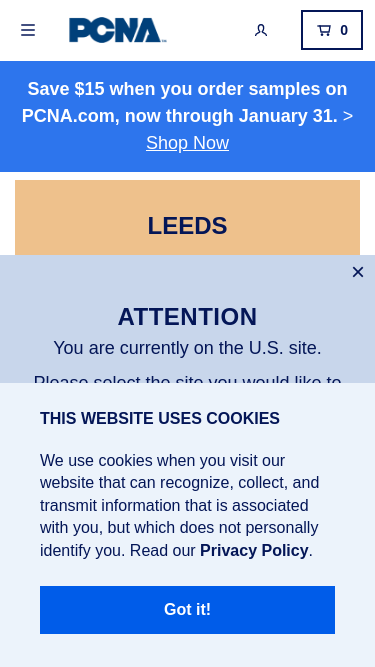 PCNA
0
Save $15 when you order samples on
PCNA.com, now through January 31. >
Shop Now
LEEDS
×
ATTENTION
You are currently on the U.S. site.
Please select the site you would like to
THIS WEBSITE USES COOKIES
We use cookies when you visit our
website that can recognize, collect, and
transmit information that is associated
with you, but which does not personally
identify you. Read our Privacy Policy.
Got it!